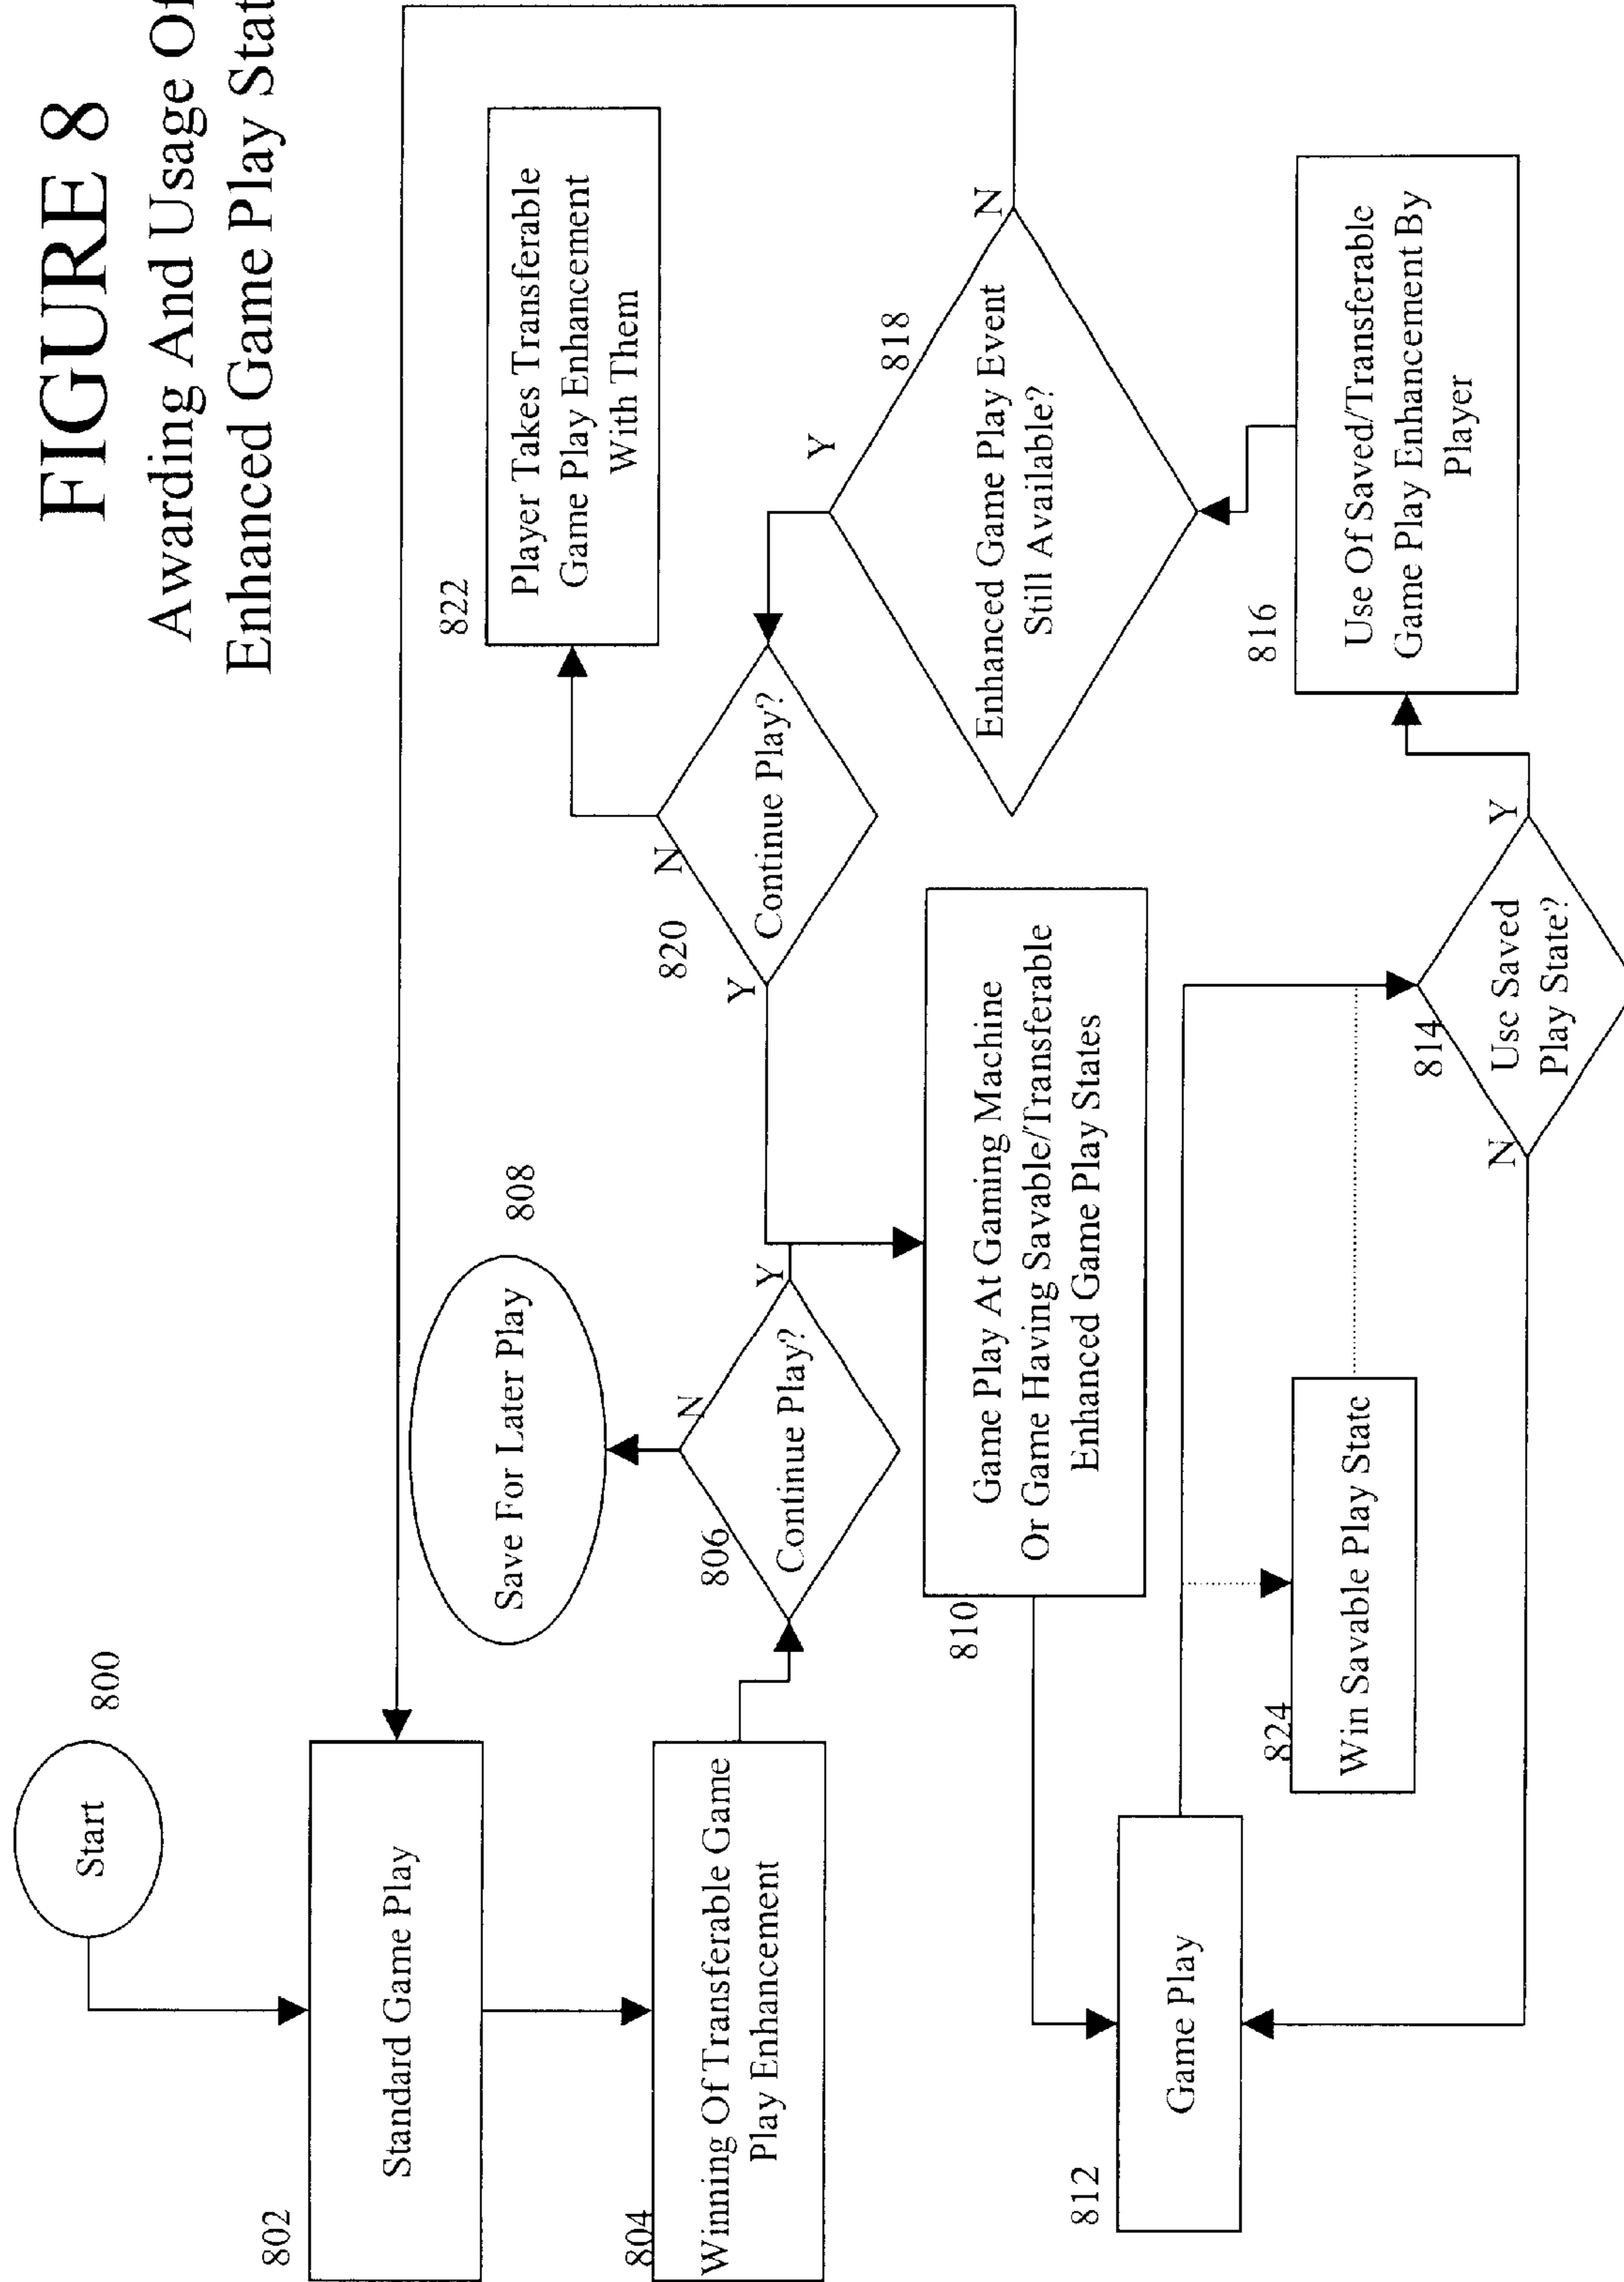 FIGURE 8
Awarding And Usage Of
Enhanced Game Play Stat
Start
800
802
Standard Game Play
804
Winning Of Transferable Game
Play Enhancement
806
Continue Play?
N
Y
Save For Later Play
808
810
Game Play At Gaming Machine
Or Game Having Savable/Transferable
Enhanced Game Play States
812
Game Play
824
Win Savable Play State
814
Use Saved
Play State?
N
Y
816
Use Of Saved/Transferable
Game Play Enhancement By
Player
818
Enhanced Game Play Event
Still Available?
Y
N
820
Continue Play?
Y
N
822
Player Takes Transferable
Game Play Enhancement
With Them